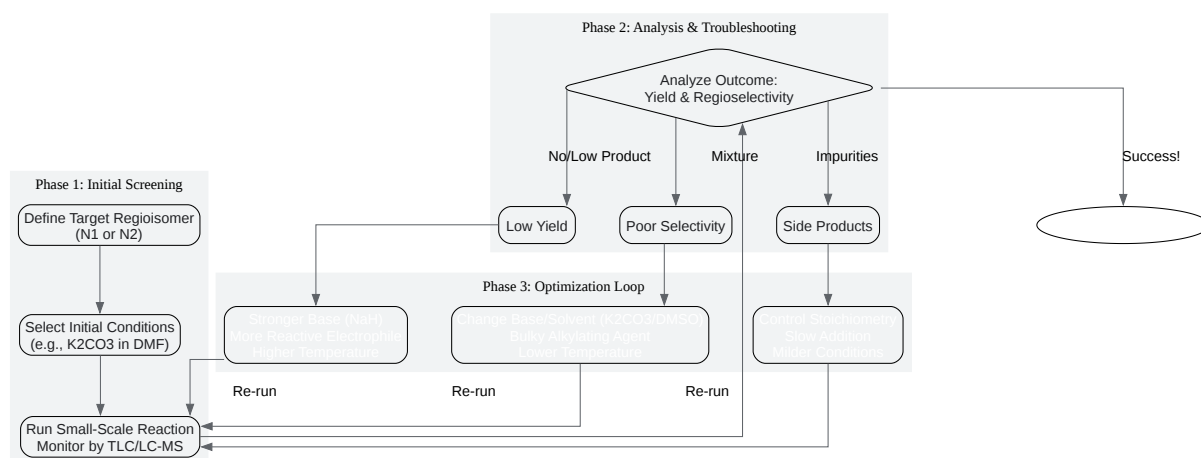 Phase 2: Analysis & Troubleshooting
Analyze Outcome:
Yield & Regioselectivity
No/Low Product
Mixture
Impurities
Success!
Phase 1: Initial Screening
Define Target Regioisomer
(N1 or N2)
Low Yield
Poor Selectivity
Side Products
Phase 3: Optimization Loop
Select Initial Conditions
(e.g., K2CO3 in DMF)
Stronger Base (NaH)
More Reactive Electrophile
Higher Temperature
Change Base/Solvent (K2CO3/DMSO)
Bulky Alkylating Agent
Lower Temperature
Control Stoichiometry
Slow Addition
Milder Conditions
Re-run
Re-run
Re-run
Run Small-Scale Reaction
Monitor by TLC/LC-MS